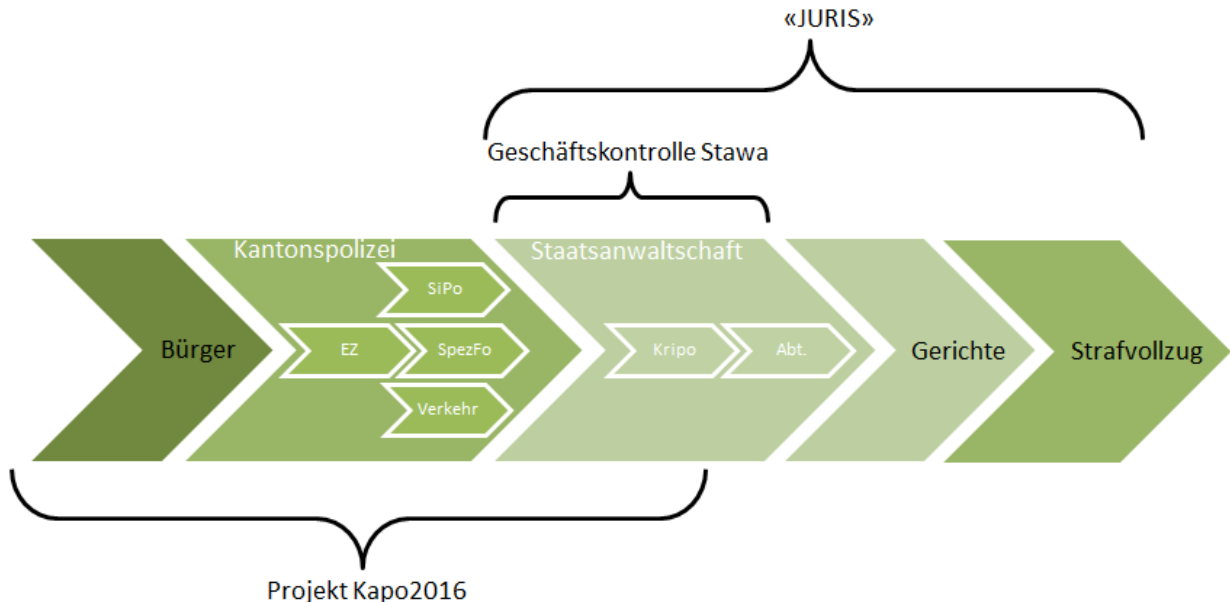 «JURIS»
Geschäftskontrolle Stawa
Kantonspolizei
Staatsanwaltschaft
SiPo
Bürger
EZ
SpezFo
Kripo
Abt.
Gerichte
Strafvollzug
Verkehr
Projekt Kapo2016